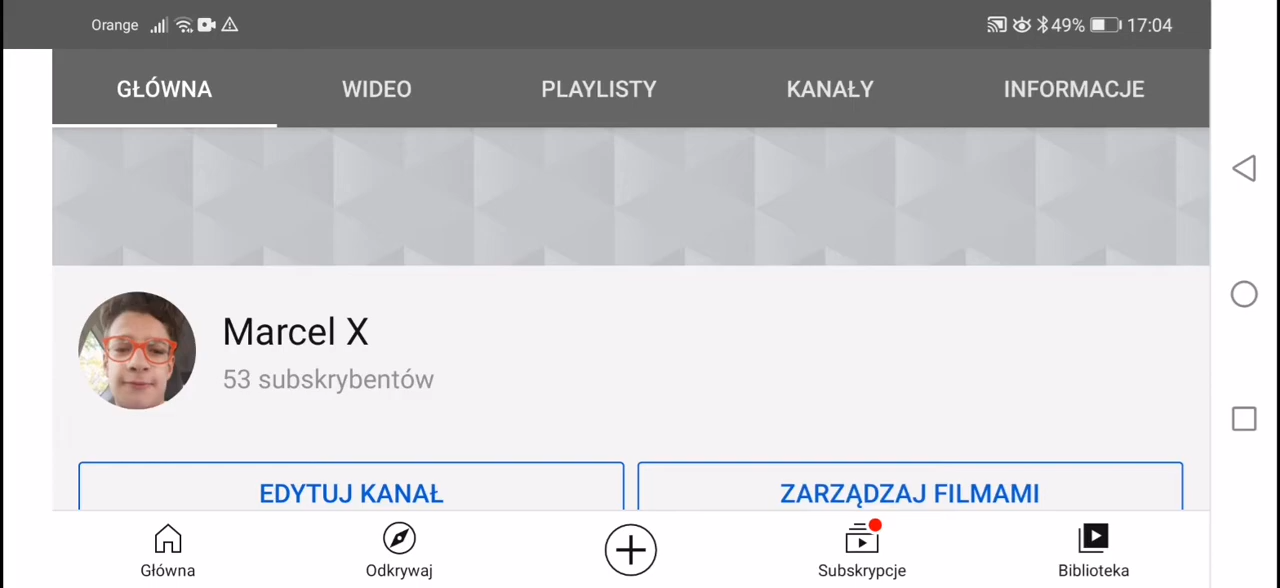 Orange 49% 17:04
GŁÓWNA WIDEO PLAYLISTY KANAŁY INFORMACJE
Marcel X
53 subskrybentów
EDYTUJ KANAŁ ZARZĄDZAJ FILMAMI
Główna Odkrywaj Subskrypcje Biblioteka